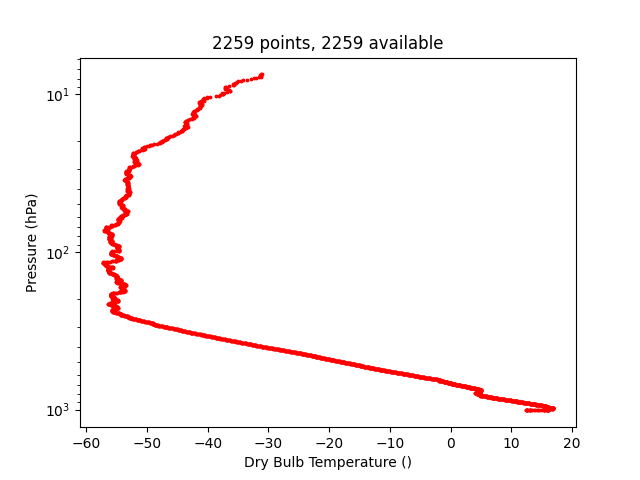 2259 points, 2259 available
10¹
10²
10³
Pressure (hPa)
−60 −50 −40 −30 −20 −10 0 10 20
Dry Bulb Temperature ()